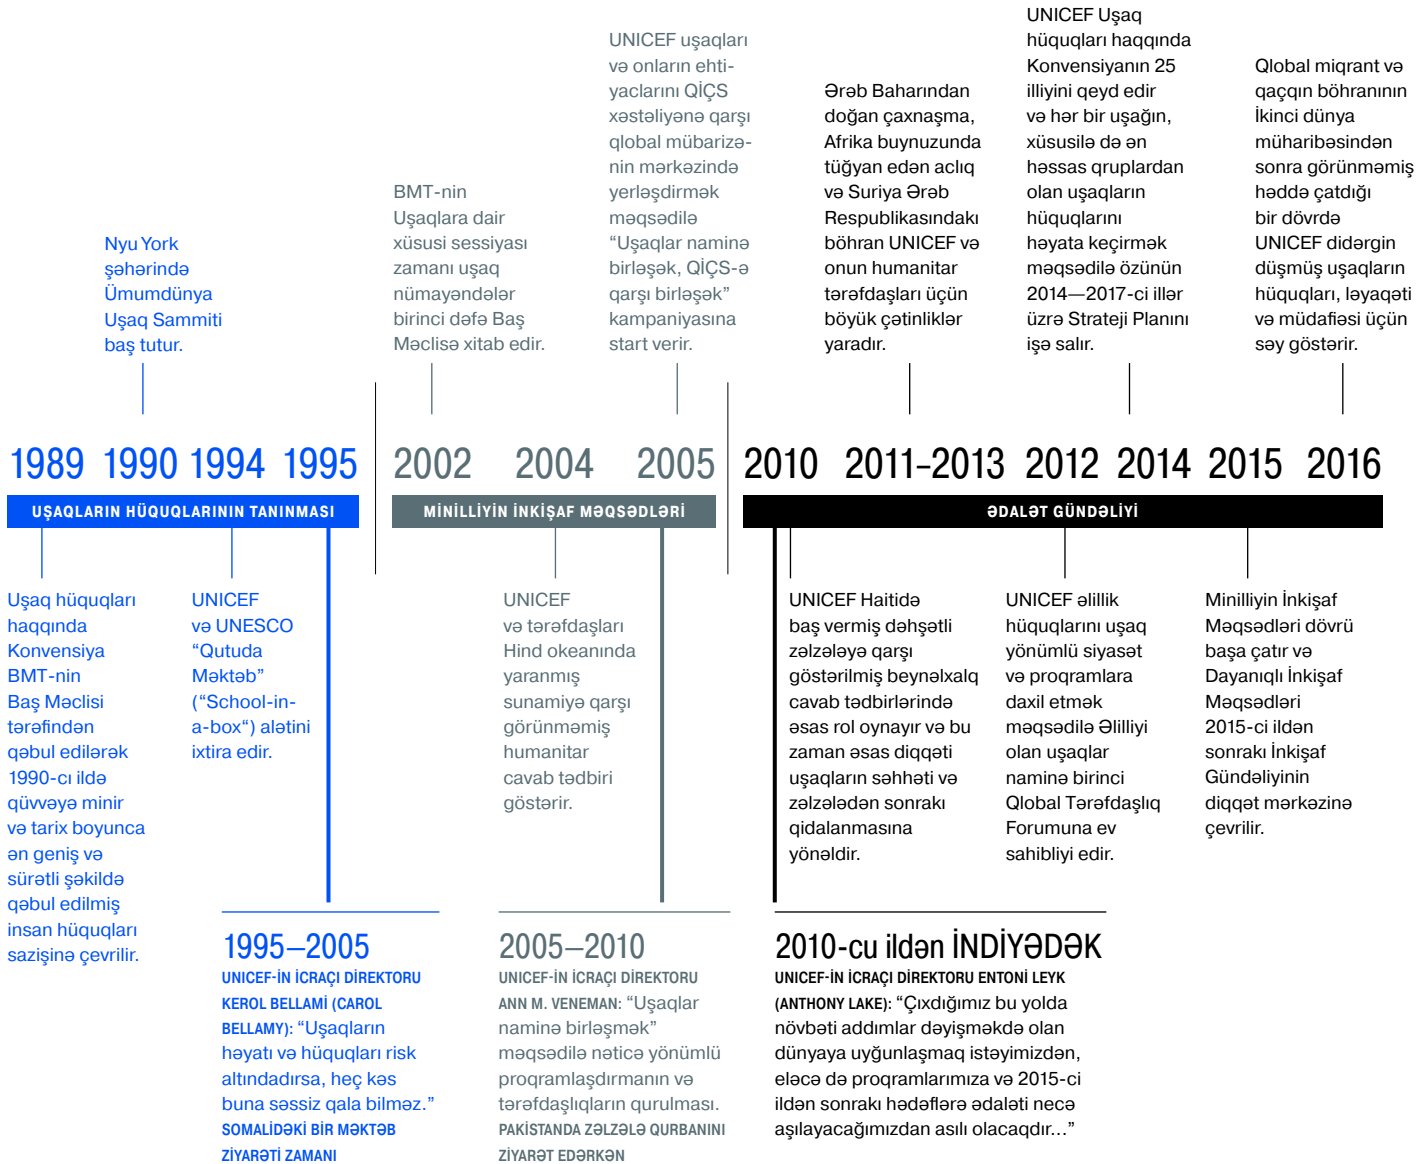 Nyu York
şəhərində
Ümumdünya
Uşaq Sammiti
baş tutur.
BMT-nin
Uşaqlara dair
xüsusi sessiyası
zamanı uşaq
nümayəndələr
birinci dəfə Baş
Məclisə xitab edir.
UNICEF uşaqları
və onların ehti-
yaclarını QİÇS
xəstəliyənə qarşı
qlobal mübarizə-
nin mərkəzində
yerləşdirmək
məqsədilə
“Uşaqlar naminə
birləşək, QİÇS-ə
qarşı birləşək”
kampaniyasına
start verir.
Ərəb Baharından
doğan çaxnaşma,
Afrika buynuzunda
tüğyan edən aclıq
və Suriya Ərəb
Respublikasındakı
böhran UNICEF və
onun humanitar
tərəfdaşları üçün
böyük çətinliklər
yaradır.
UNICEF Uşaq
hüquqları haqqında
Konvensiyanın 25
illiyini qeyd edir
və hər bir uşağın,
xüsusilə də ən
həssas qruplardan
olan uşaqların
hüquqlarını
həyata keçirmək
məqsədilə özünün
2014—2017-ci illər
üzrə Strateji Planını
işə salır.
Qlobal miqrant və
qaçqın böhranının
İkinci dünya
müharibəsindən
sonra görünməmiş
həddə çatdığı
bir dövrdə
UNICEF didərgin
düşmüş uşaqların
hüquqları, ləyaqəti
və müdafiəsi üçün
səy göstərir.
1989 1990 1994 1995 2002 2004 2005 2010 2011–2013 2012 2014 2015 2016
UŞAQLARIN HÜQUQLARININ TANINMASI
MİNİLLİYİN İNKİŞAF MƏQSƏDLƏRİ
ƏDALƏT GÜNDƏLİYİ
Uşaq hüquqları
haqqında
Konvensiya
BMT-nin
Baş Məclisi
tərəfindən
qəbul edilərək
1990-cı ildə
qüvvəyə minir
və tarix boyunca
ən geniş və
sürətli şəkildə
qəbul edilmiş
insan hüquqları
sazişinə çevrilir.
UNICEF
və UNESCO
“Qutuda
Məktəb”
(“School-in-
a-box“) alətini
ixtira edir.
UNICEF
və tərəfdaşları
Hind okeanında
yaranmış
sunamiyə qarşı
görünməmiş
humanitar
cavab tədbiri
göstərir.
UNICEF Haitidə
baş vermiş dəhşətli
zəlzələyə qarşı
göstərilmiş beynəlxalq
cavab tədbirlərində
əsas rol oynayır və bu
zaman əsas diqqəti
uşaqların səhhəti və
zəlzələdən sonrakı
qidalanmasına
yönəldir.
UNICEF əlillik
hüquqlarını uşaq
yönümlü siyasət
və proqramlara
daxil etmək
məqsədilə Əlilliyi
olan uşaqlar
naminə birinci
Qlobal Tərəfdaşlıq
Forumuna ev
sahibliyi edir.
Minilliyin İnkişaf
Məqsədləri dövrü
başa çatır və
Dayanıqlı İnkişaf
Məqsədləri
2015-ci ildən
sonrakı İnkişaf
Gündəliyinin
diqqət mərkəzinə
çevrilir.
1995–2005
UNICEF-İN İCRAÇI DİREKTORU
KEROL BELLAMİ (CAROL
BELLAMY): “Uşaqların
həyatı və hüquqları risk
altındadırsa, heç kəs
buna səssiz qala bilməz.”
SOMALİDƏKİ BİR MƏKTƏB
ZİYARƏTİ ZAMANI
2005–2010
UNICEF-İN İCRAÇI DİREKTORU
ANN M. VENEMAN: “Uşaqlar
naminə birləşmək”
məqsədilə nəticə yönümlü
proqramlaşdırmanın və
tərəfdaşlıqların qurulması.
PAKİSTANDA ZƏLZƏLƏ QURBANINI
ZİYARƏT EDƏRKƏN
2010-cu ildən İNDİYƏDƏK
UNICEF-İN İCRAÇI DİREKTORU ENTONİ LEYK
(ANTHONY LAKE): “Çıxdığımız bu yolda
növbəti addımlar dəyişməkdə olan
dünyaya uyğunlaşmaq istəyimizdən,
eləcə də proqramlarımıza və 2015-ci
ildən sonrakı hədəflərə ədaləti necə
aşılayacağımızdan asılı olacaqdır...”